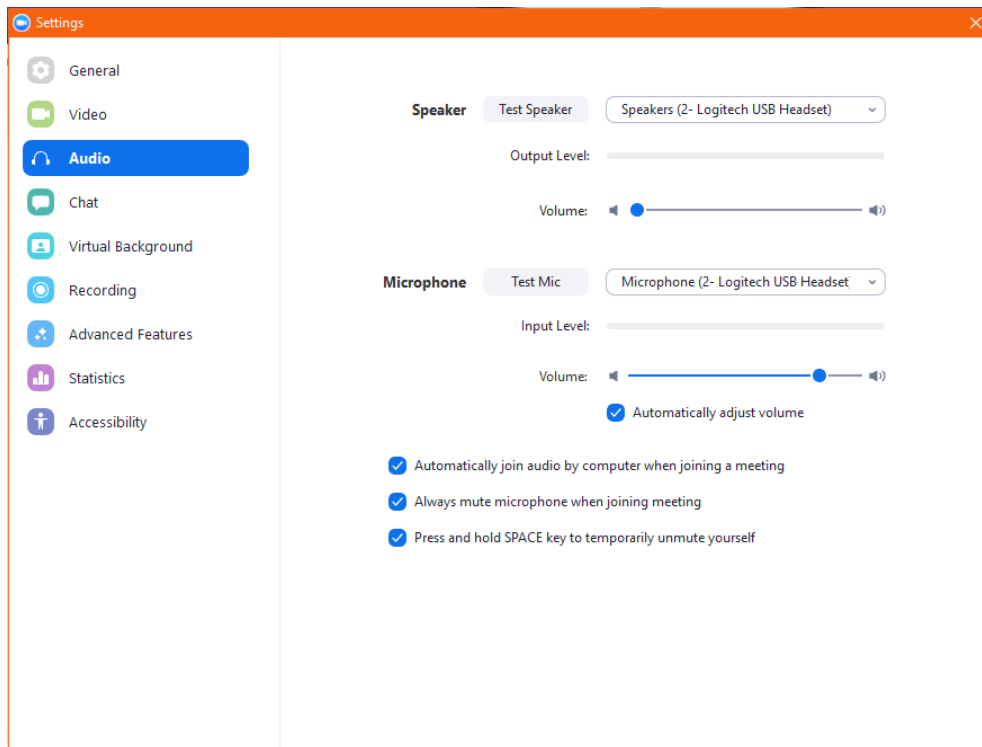 Settings
General
Video
Audio
Chat
Virtual Background
Recording
Advanced Features
Statistics
Accessibility
Speaker Test Speaker Speakers (2- Logitech USB Headset)
Output Level:
Volume:
Microphone Test Mic Microphone (2- Logitech USB Headset
Input Level:
Volume:
Automatically adjust volume
Automatically join audio by computer when joining a meeting
Always mute microphone when joining meeting
Press and hold SPACE key to temporarily unmute yourself